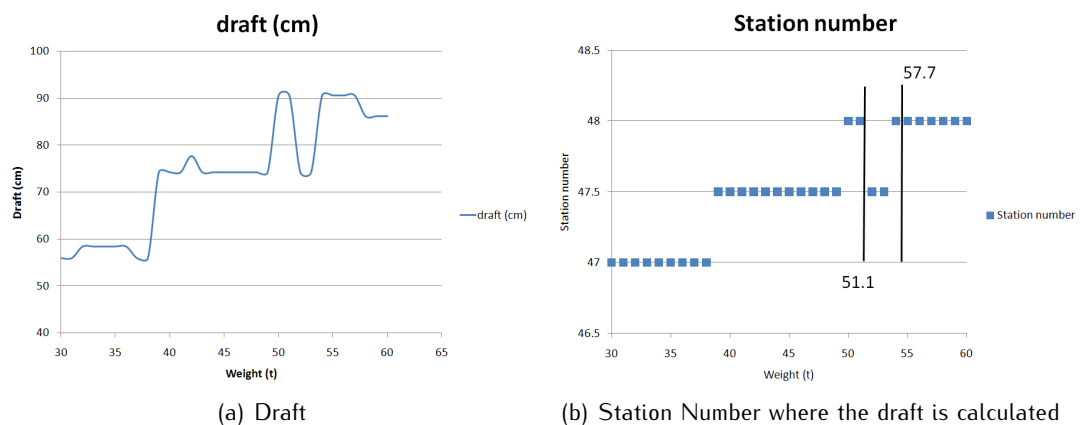 draft (cm)
100
90
80
70
60
50
40
30 35 40 45 50 55 60 65
Draft (cm)
Weight (t)
draft (cm)
(a) Draft
Station number
48.5
48
47.5
47
46.5
30 35 40 45 50 55 60
Station number
Weight (t)
57.7
51.1
Station number
(b) Station Number where the draft is calculated